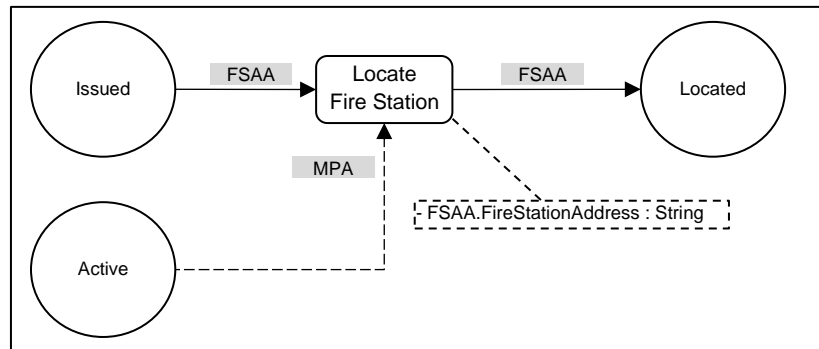 Issued
FSAA
Locate
Fire Station
FSAA
Located
MPA
- FSAA.FireStationAddress : String
Active